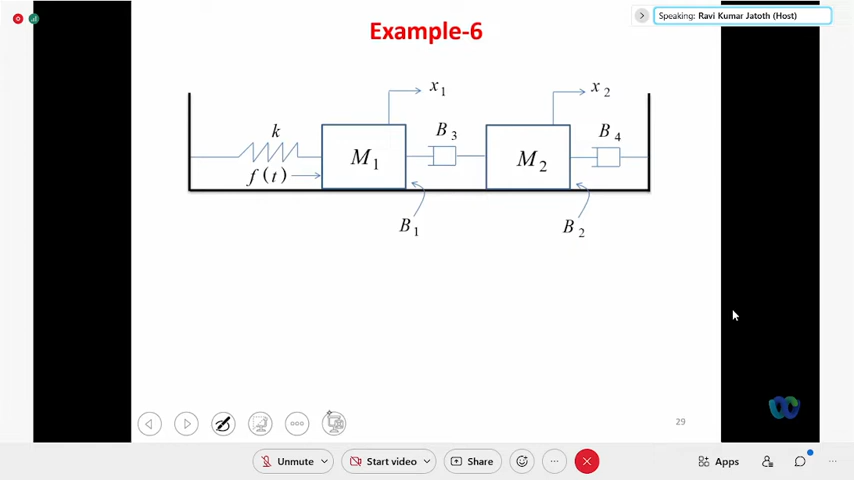 Speaking: Ravi Kumar Jatoth (Host)
Example-6
x1
x2
k
B3
B4
M1
M2
f(t)
B1
B2
29
Unmute
Start video
Share
Apps